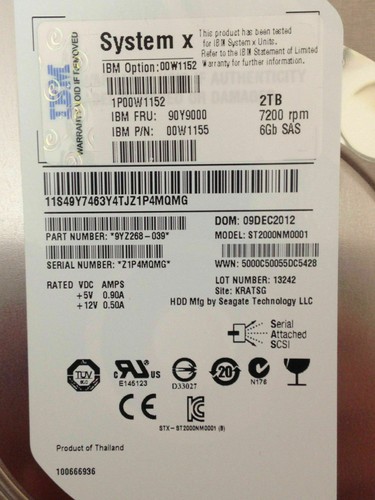 System x
This product has been tested
for IBM System x Units.
Refer to the IBM Statement of Limited
Warranty for further information.
IBM
WARRANTY VOID IF REMOVED
IBM Option: 00W1152
1P00W1152
IBM FRU: 90Y9000
IBM P/N: 00W1155
2TB
7200 rpm
6Gb SAS
11S49Y7463Y4TJZ1P4MQMG
PART NUMBER: *9YZ268-039*
DOM: 09DEC2012
MODEL: ST2000NM0001
SERIAL NUMBER: *Z1P4MQMG*
WWN: 5000C50055DC5428
RATED VDC AMPS
+5V 0.90A
+12V 0.50A
LOT NUMBER: 13242
Site: KRATSG
HDD Mfg by Seagate Technology LLC
Serial
Attached
SCSI
TUV
RU US
E145123
D33027
20
N176
CE
STX-ST2000NM0001 (B)
Product of Thailand
100666936